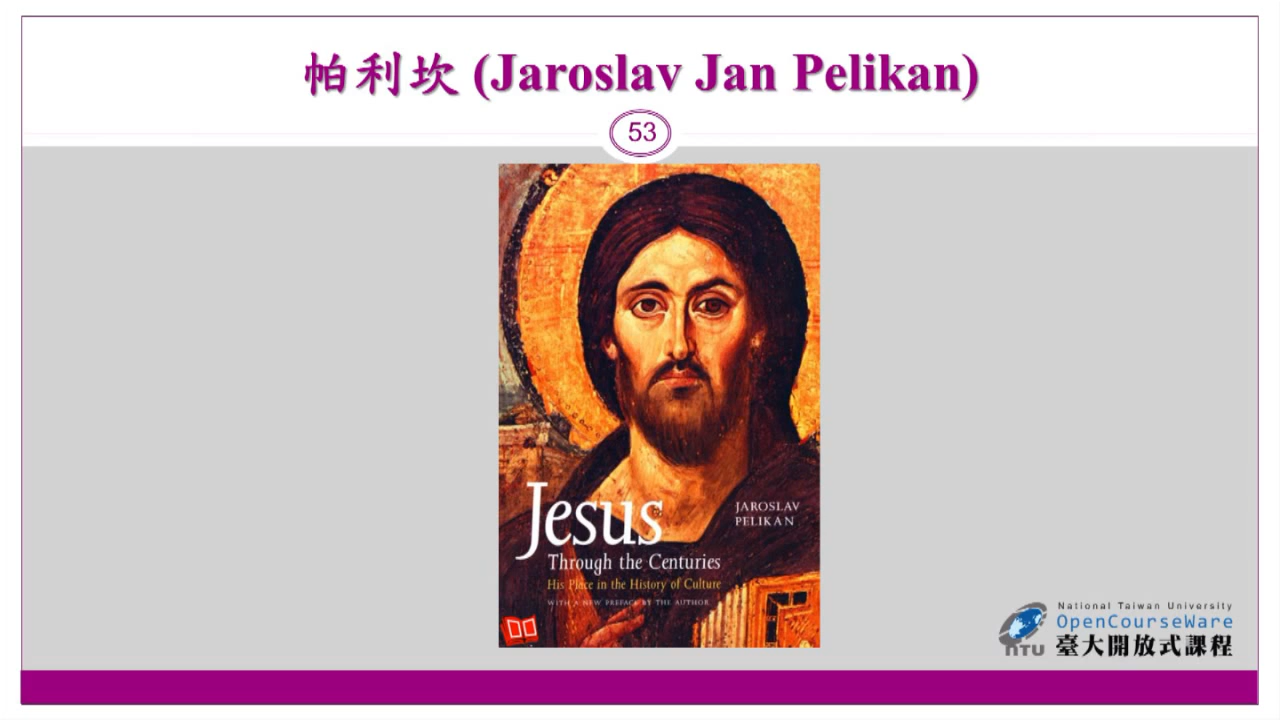 帕利坎 (Jaroslav Jan Pelikan)
53
Jesus
JAROSLAV
PELIKAN
Through the Centuries
His Place in the History of Culture
WITH A NEW PREFACE BY THE AUTHOR
National Taiwan University
OpenCourseWare
NTU 臺大開放式課程